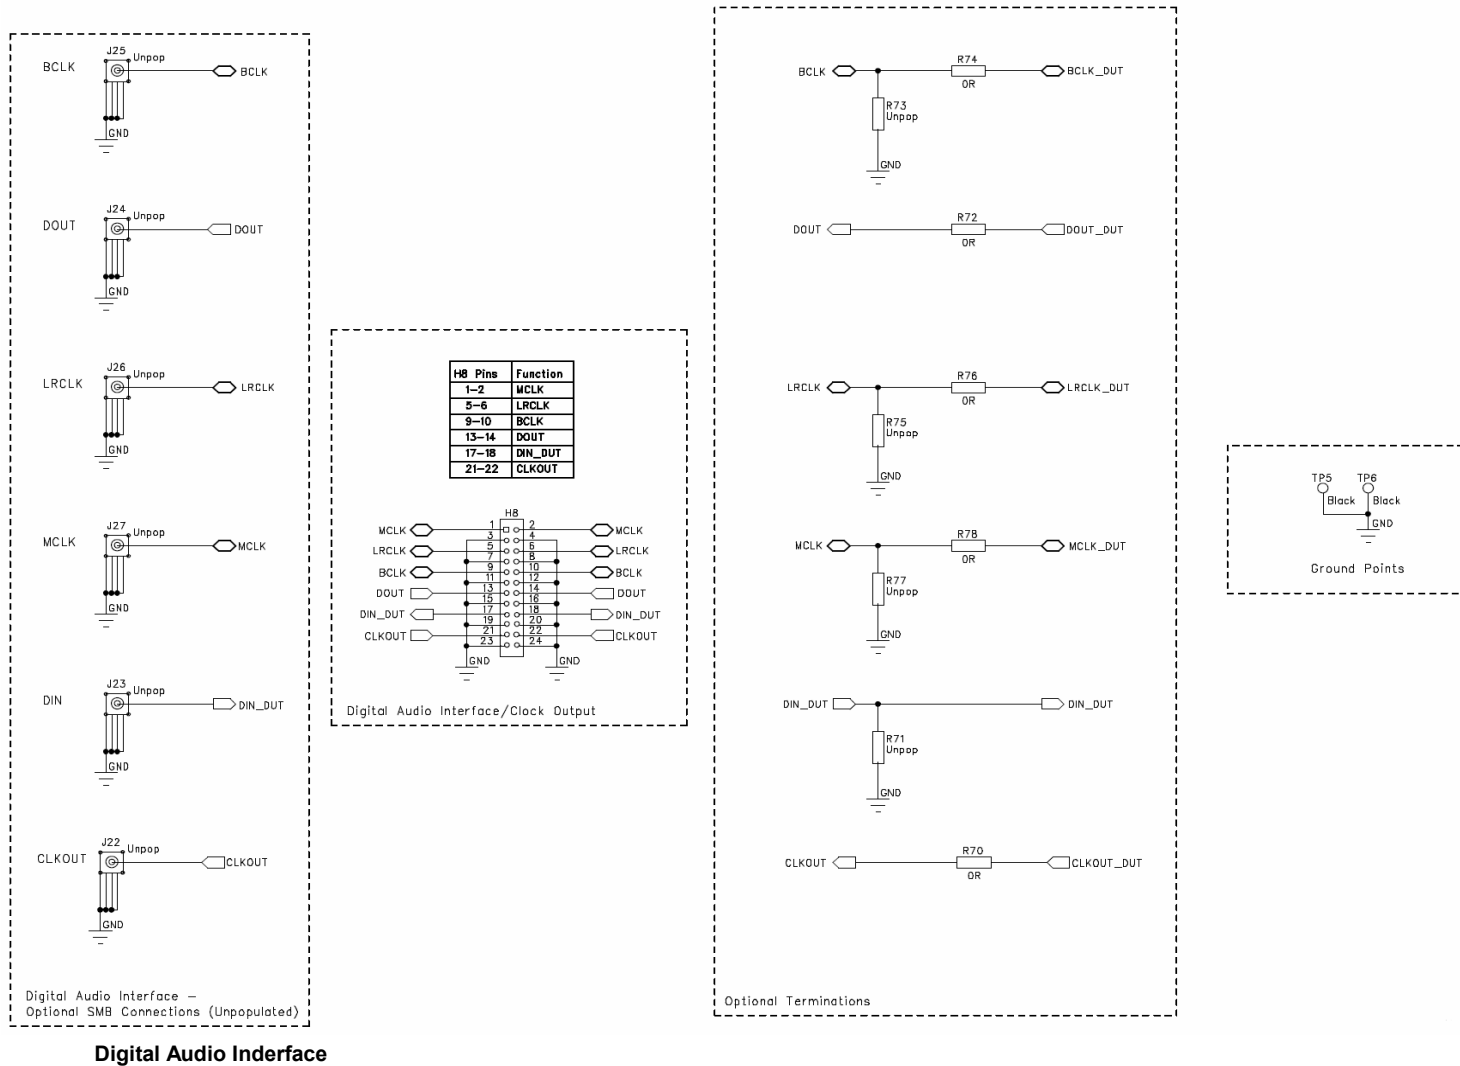 BCLK
J25
Unpop
BCLK
GND
DOUT
J24
Unpop
DOUT
GND
LRCLK
J26
Unpop
LRCLK
GND
MCLK
J27
Unpop
MCLK
GND
DIN
J23
Unpop
DIN_DUT
GND
CLKOUT
J22
Unpop
CLKOUT
GND
Digital Audio Interface –
Optional SMB Connections (Unpopulated)
H8 Pins Function
1–2 MCLK
5–6 LRCLK
9–10 BCLK
13–14 DOUT
17–18 DIN_DUT
21–22 CLKOUT
H8
MCLK 1 2 MCLK
3 4
LRCLK 5 6 LRCLK
7 8
BCLK 9 10 BCLK
11 12
DOUT 13 14 DOUT
15 16
DIN_DUT 17 18 DIN_DUT
19 20
CLKOUT 21 22 CLKOUT
23 24
GND GND
Digital Audio Interface/Clock Output
BCLK
R74
0R
BCLK_DUT
R73
Unpop
GND
DOUT
R72
0R
DOUT_DUT
LRCLK
R76
0R
LRCLK_DUT
R75
Unpop
GND
MCLK
R78
0R
MCLK_DUT
R77
Unpop
GND
DIN_DUT
DIN_DUT
R71
Unpop
GND
CLKOUT
R70
0R
CLKOUT_DUT
Optional Terminations
TP5 TP6
Black Black
GND
Ground Points
Digital Audio Inderface